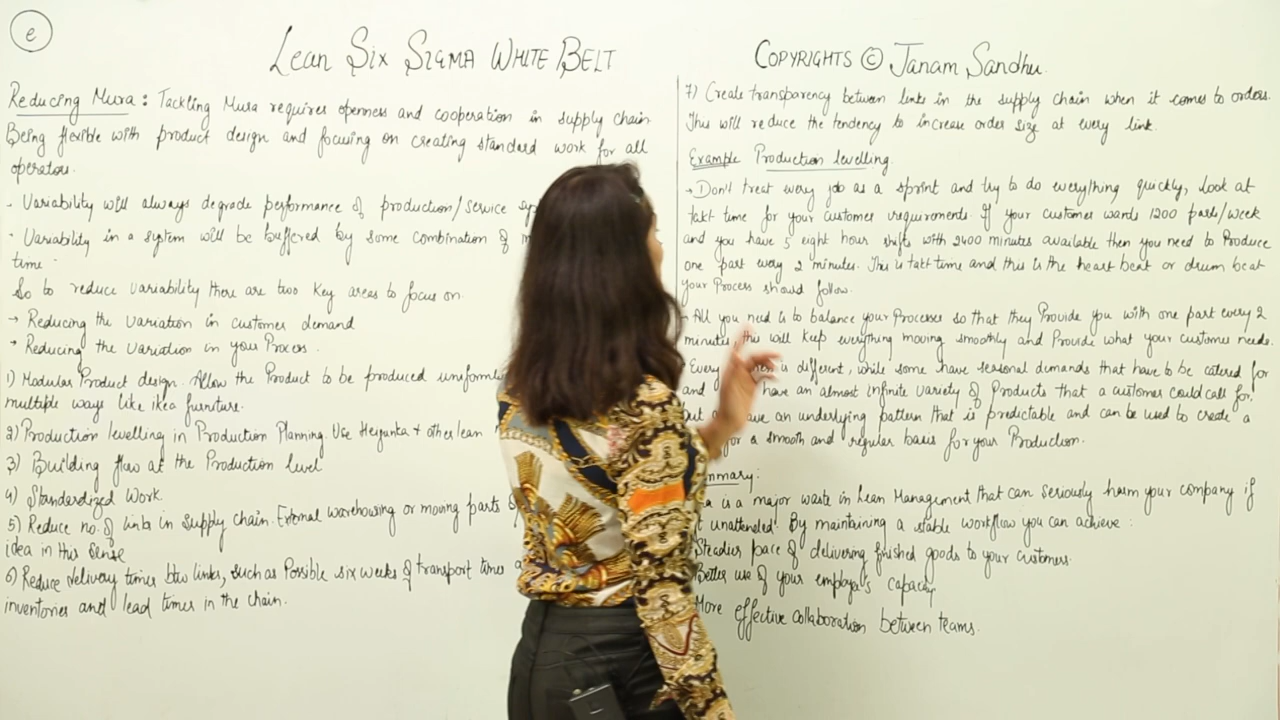 e
Lean Six Sigma White Belt
Copyrights © Janam Sandhu.
Reducing Mura: Tackling Mura requires openness and cooperation in supply chain.
Being flexible with product design and focusing on creating standard work for all
operators.
. Variability will always degrade performance of production/service
. Variability in a system will be buffered by some combination of
time.
So to reduce variability there are two key areas to focus on.
→ Reducing the variation in customer demand
→ Reducing the variation in your Process.
1) Modular Product design. Allow the Product to be produced uniformly
multiple ways like ikea furniture.
2) Production levelling in Production Planning. Use Heijunka + other lean
3) Building flow at the Production level
4) Standardized Work.
5) Reduce no. of links in supply chain. External warehousing or moving parts
idea in this sense
6) Reduce delivery times btw links, such as Possible six weeks of transport times
inventories and lead times in the chain.
7) Create transparency between links in the supply chain when it comes to orders.
This will reduce the tendency to increase order size at every link.
Example Production levelling.
→ Don't treat every job as a sprint and try to do everything quickly, look at
takt time for your customer requirements. If your customer wants 1200 parts/week
and you have 5 eight hour shifts with 2400 minutes available then you need to Produce
one part every 2 minutes. This is takt time and this is the heart beat or drum beat
your Process should follow.
→ All you need is to balance your Processes so that they Provide you with one part every 2
minutes, this will keep everything moving smoothly and Provide what your customer needs.
Every is different, while some have seasonal demands that have to be catered for
and have an almost infinite variety of Products that a customer could call for.
but have an underlying pattern that is predictable and can be used to create a
for a smooth and regular basis for your Production.
is a major waste in Lean Management that can seriously harm your company if
unattended. By maintaining a stable workflow you can achieve:
Steadier pace of delivering finished goods to your customers.
Better use of your employee's capacity
More effective collaboration between teams.